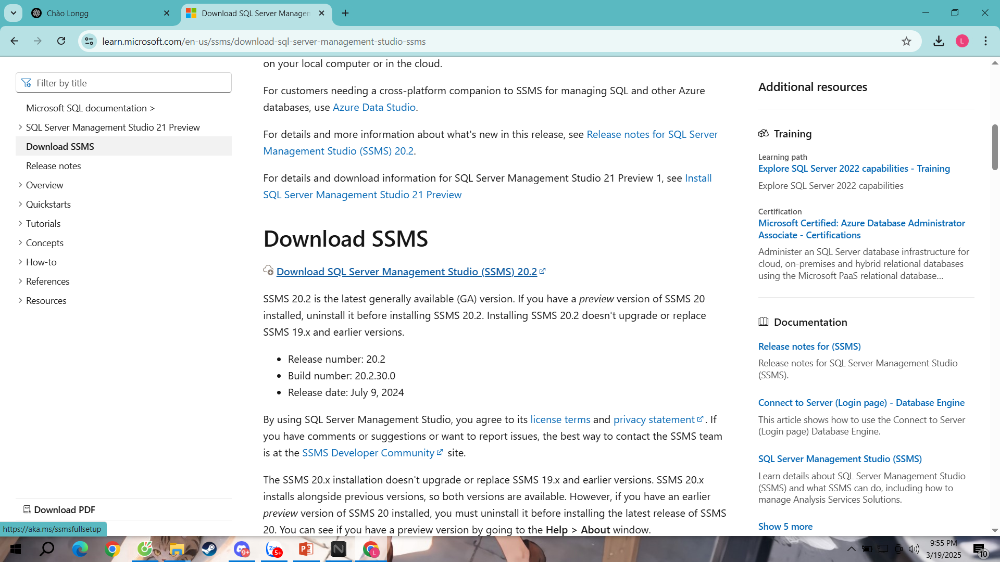 Chào Longg
Download SQL Server Manager
learn.microsoft.com/en-us/ssms/download-sql-server-management-studio-ssms
L
Filter by title
Microsoft SQL documentation >
SQL Server Management Studio 21 Preview
Download SSMS
Release notes
Overview
Quickstarts
Tutorials
Concepts
How-to
References
Resources
Download PDF
https://aka.ms/ssmsfullsetup
on your local computer or in the cloud.
For customers needing a cross-platform companion to SSMS for managing SQL and other Azure
databases, use Azure Data Studio.
For details and more information about what's new in this release, see Release notes for SQL Server
Management Studio (SSMS) 20.2.
For details and download information for SQL Server Management Studio 21 Preview 1, see Install
SQL Server Management Studio 21 Preview
Download SSMS
Download SQL Server Management Studio (SSMS) 20.2
SSMS 20.2 is the latest generally available (GA) version. If you have a preview version of SSMS 20
installed, uninstall it before installing SSMS 20.2. Installing SSMS 20.2 doesn't upgrade or replace
SSMS 19.x and earlier versions.
• Release number: 20.2
• Build number: 20.2.30.0
• Release date: July 9, 2024
By using SQL Server Management Studio, you agree to its license terms and privacy statement. If
you have comments or suggestions or want to report issues, the best way to contact the SSMS team
is at the SSMS Developer Community site.
The SSMS 20.x installation doesn't upgrade or replace SSMS 19.x and earlier versions. SSMS 20.x
installs alongside previous versions, so both versions are available. However, if you have an earlier
preview version of SSMS 20 installed, you must uninstall it before installing the latest release of SSMS
20. You can see if you have a preview version by going to the Help > About window.
Additional resources
Training
Learning path
Explore SQL Server 2022 capabilities - Training
Explore SQL Server 2022 capabilities
Certification
Microsoft Certified: Azure Database Administrator
Associate - Certifications
Administer an SQL Server database infrastructure for
cloud, on-premises and hybrid relational databases
using the Microsoft PaaS relational database...
Documentation
Release notes for (SSMS)
Release notes for SQL Server Management Studio
(SSMS).
Connect to Server (Login page) - Database Engine
This article shows how to use the Connect to Server
(Login page) Database Engine.
SQL Server Management Studio (SSMS)
Learn details about SQL Server Management Studio
(SSMS) and what SSMS can do, including how to
manage Analysis Services Solutions.
Show 5 more
9+
5+
L
9:55 PM
3/19/2025
10